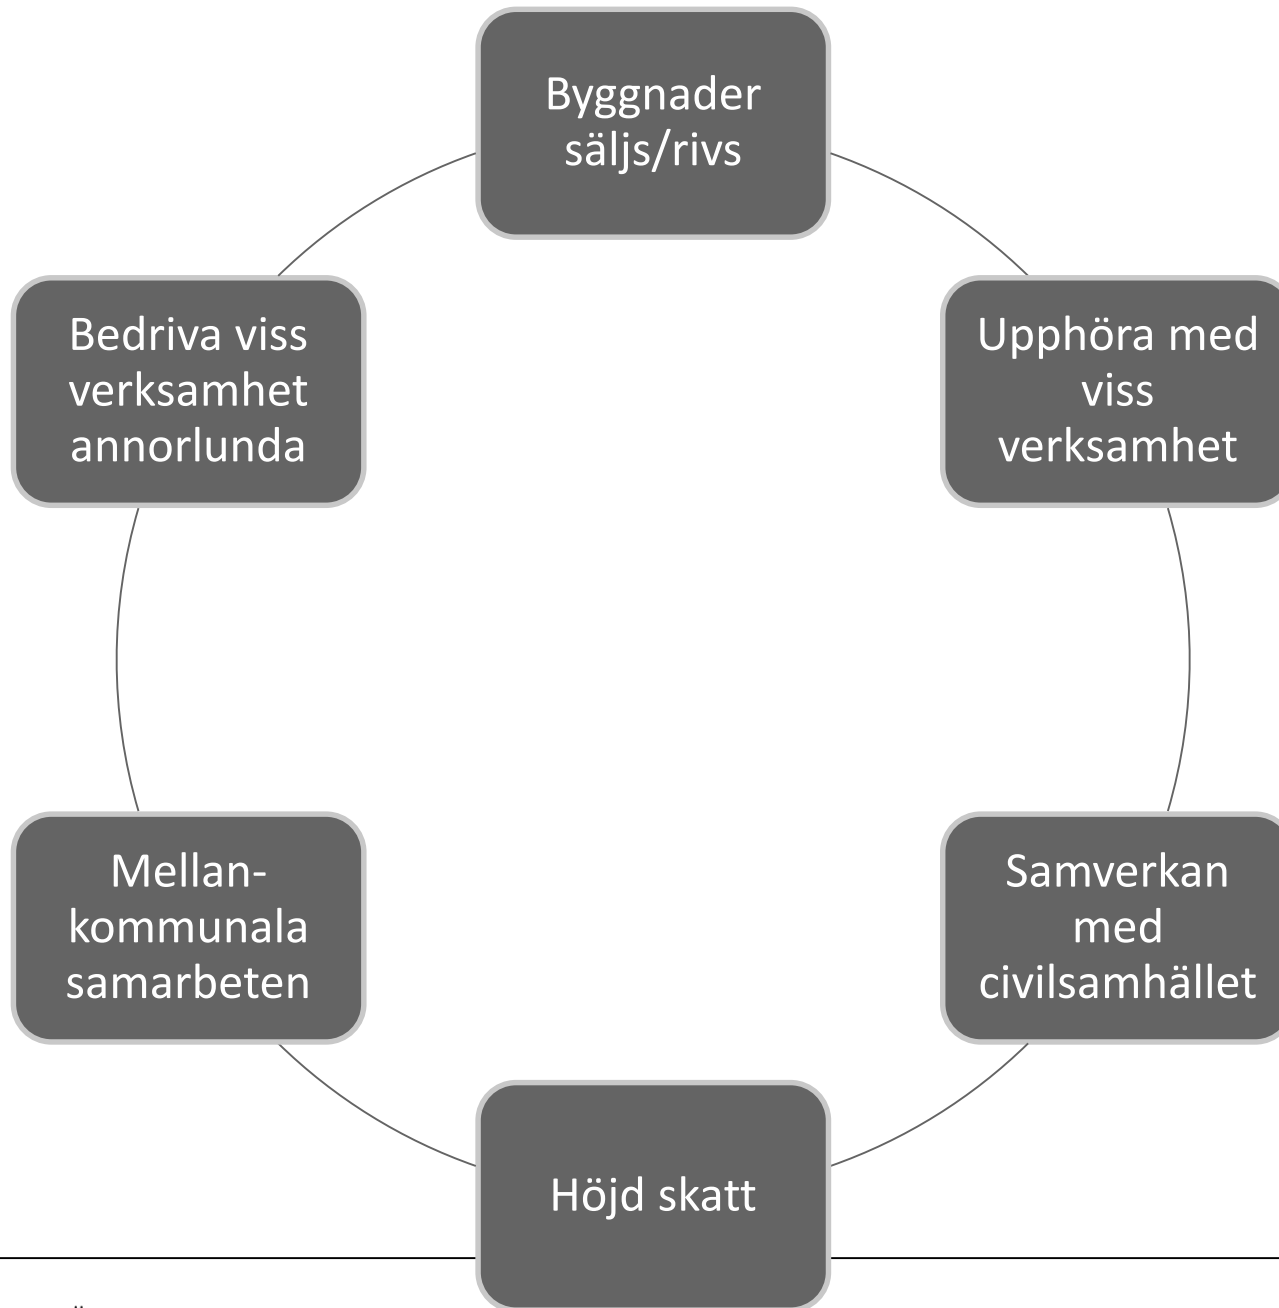 Byggnader
säljs/rivs
Upphöra med
viss
verksamhet
Samverkan
med
civilsamhället
Höjd skatt
Mellan-
kommunala
samarbeten
Bedriva viss
verksamhet
annorlunda